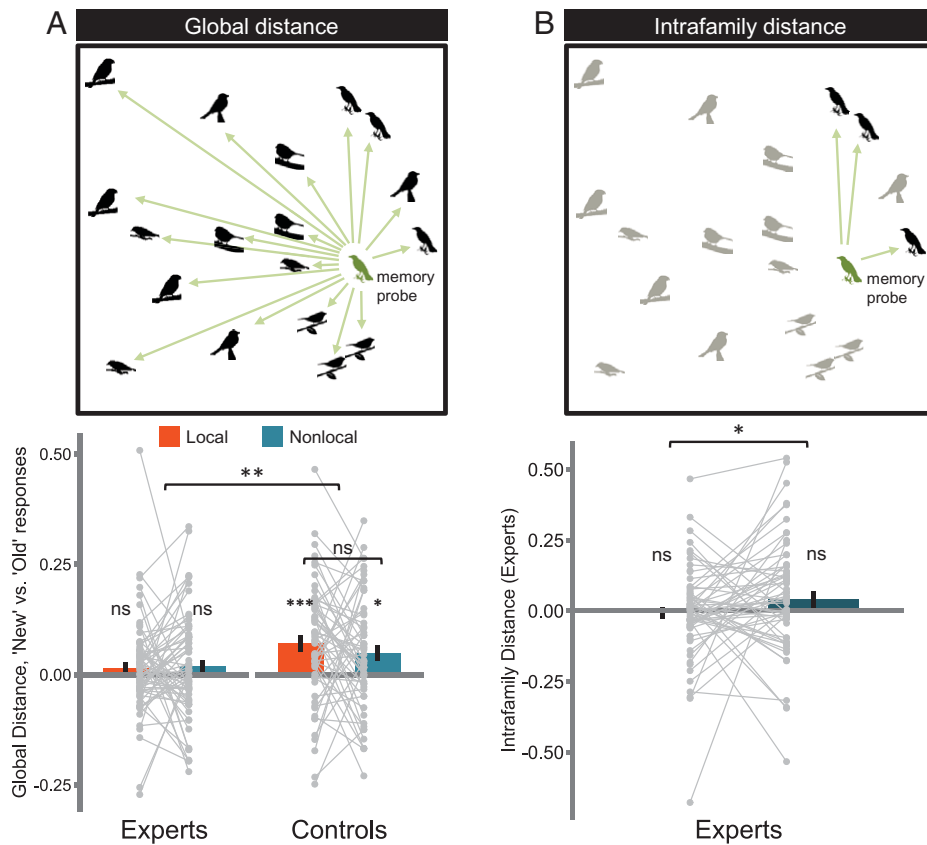 A
Global distance
memory
probe
Local
Nonlocal
Global Distance, 'New' vs. 'Old' responses
0.50
0.25
0.00
-0.25
**
ns
ns
ns
***
*
Experts
Controls
B
Intrafamily distance
memory
probe
Intrafamily Distance (Experts)
0.50
0.25
0.00
-0.25
-0.50
*
ns
ns
Experts